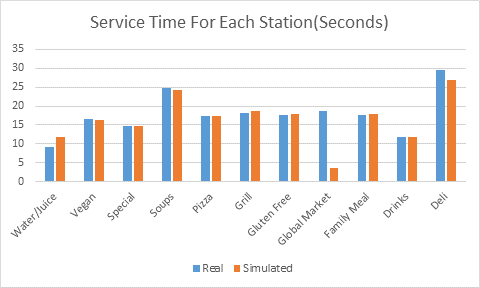 Service Time For Each Station(Seconds)
35
30
25
20
15
10
5
0
Water/Juice
Vegan
Special
Soups
Pizza
Grill
Gluten Free
Global Market
Family Meal
Drinks
Deli
Real Simulated